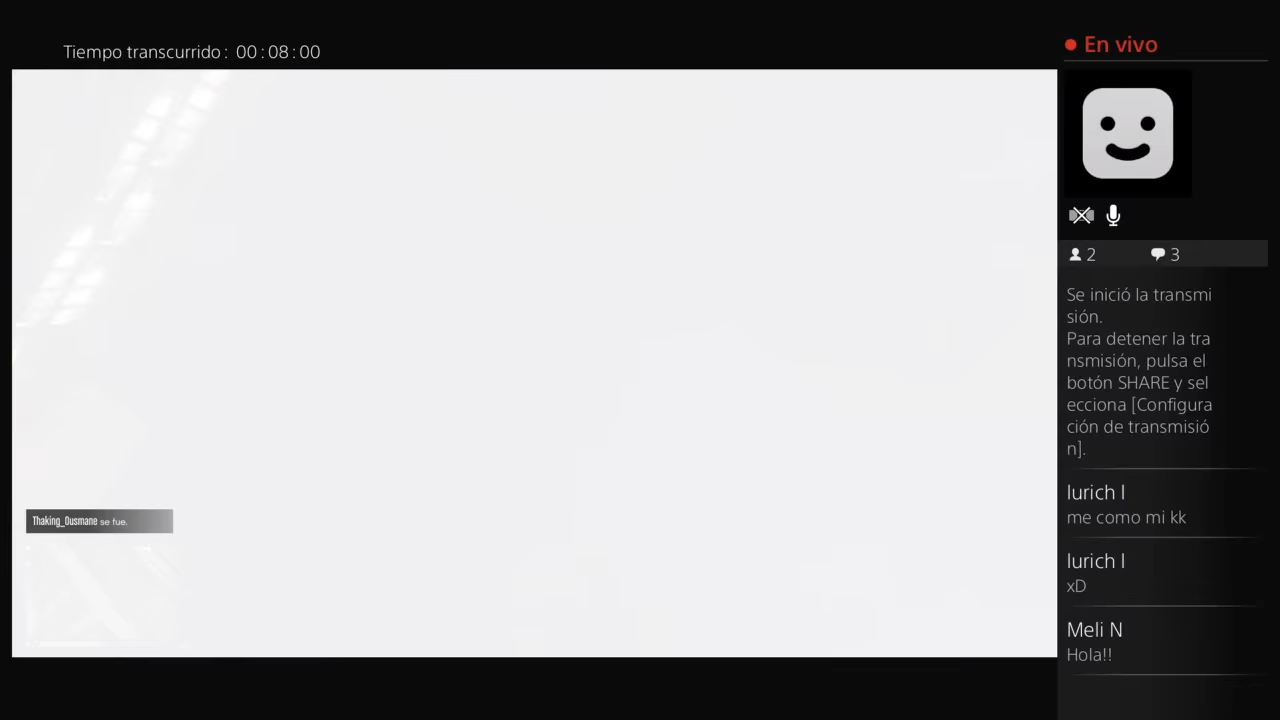 Tiempo transcurrido : 00:08:00
En vivo
2 3
Se inició la transmi
sión.
Para detener la tra
nsmisión, pulsa el
botón SHARE y sel
ecciona [Configura
ción de transmisió
n].
lurich l
me como mi kk
lurich l
xD
Meli N
Hola!!
Thaking_Ousmane se fue.